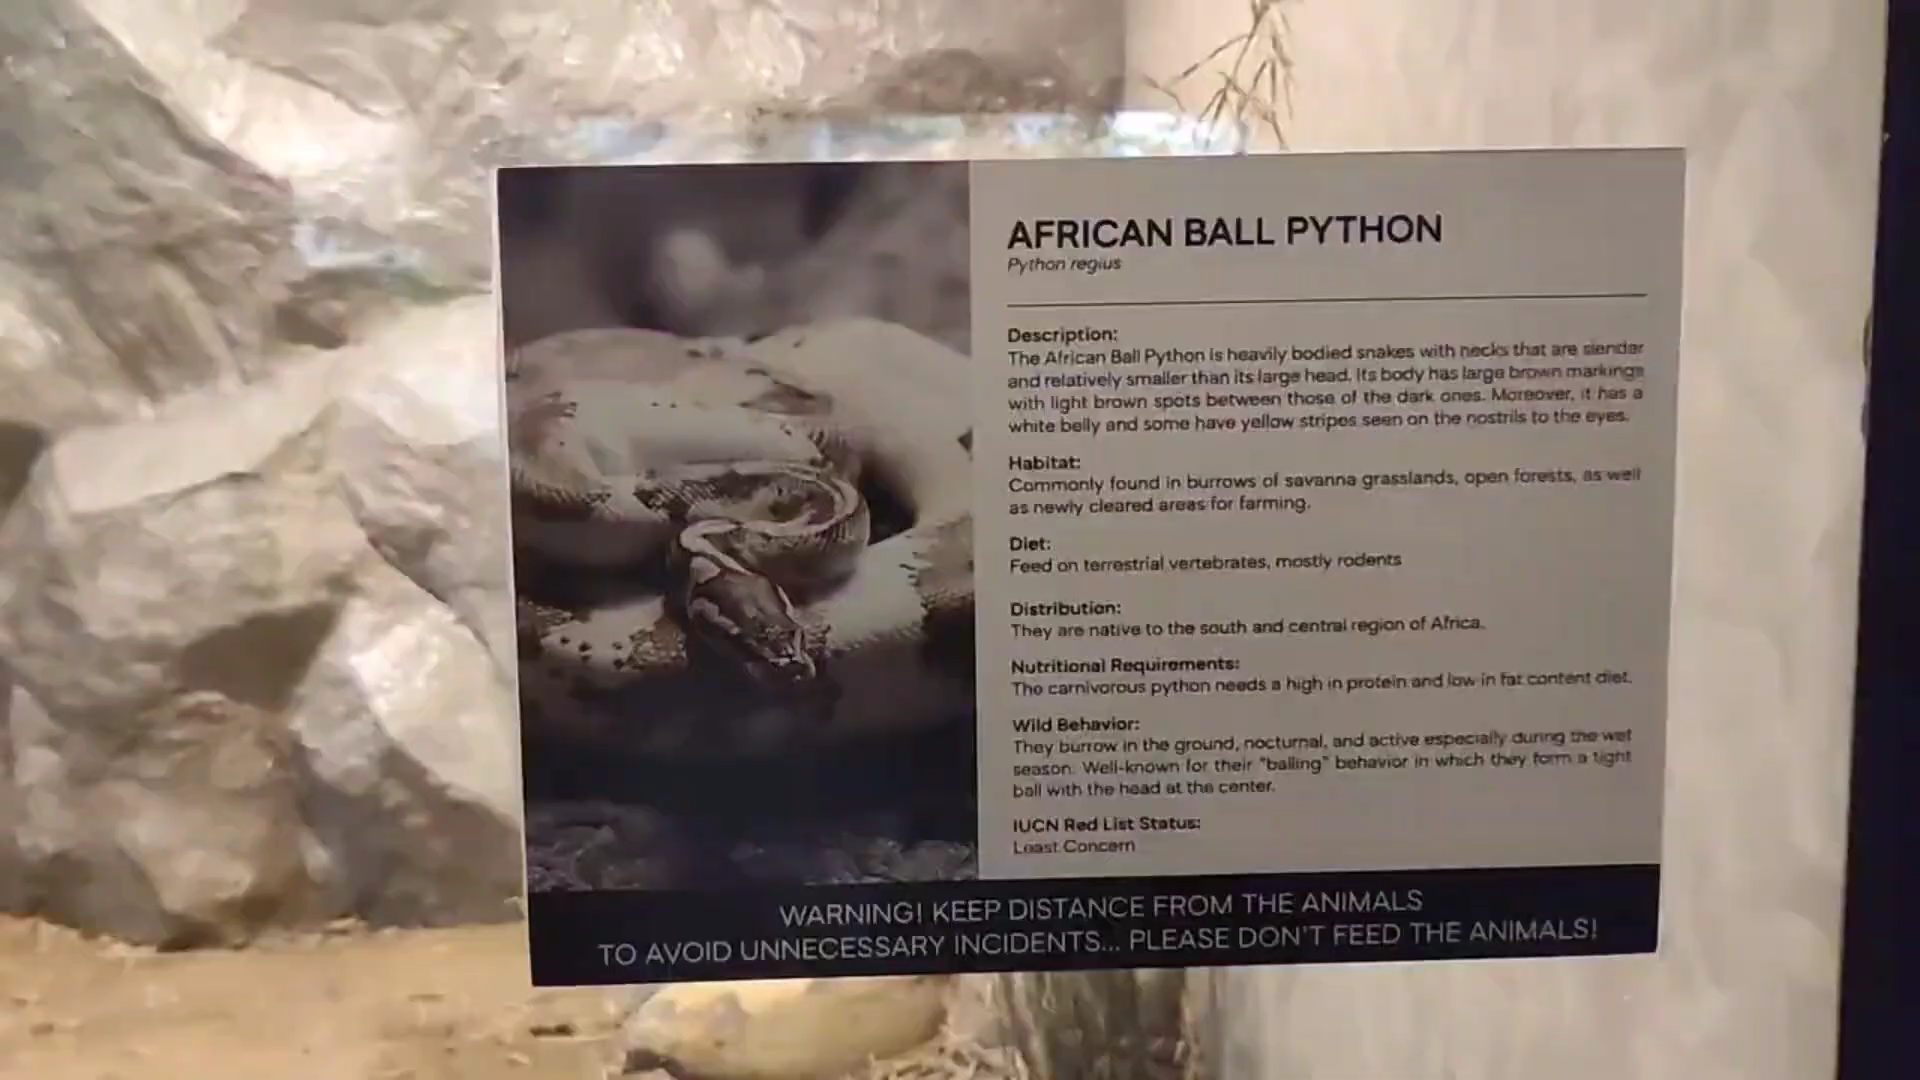 AFRICAN BALL PYTHON
Python regius
Description:
The African Ball Python is heavily bodied snakes with necks that are slender
and relatively smaller than its large head. Its body has large brown markings
with light brown spots between those of the dark ones. Moreover, it has a
white belly and some have yellow stripes seen on the nostrils to the eyes.
Habitat:
Commonly found in burrows of savanna grasslands, open forests, as well
as newly cleared areas for farming.
Diet:
Feed on terrestrial vertebrates, mostly rodents
Distribution:
They are native to the south and central region of Africa.
Nutritional Requirements:
The carnivorous python needs a high in protein and low in fat content diet.
Wild Behavior:
They burrow in the ground, nocturnal, and active especially during the wet
season. Well-known for their "balling" behavior in which they form a tight
ball with the head at the center.
IUCN Red List Status:
Least Concern
WARNING! KEEP DISTANCE FROM THE ANIMALS
TO AVOID UNNECESSARY INCIDENTS... PLEASE DON'T FEED THE ANIMALS!